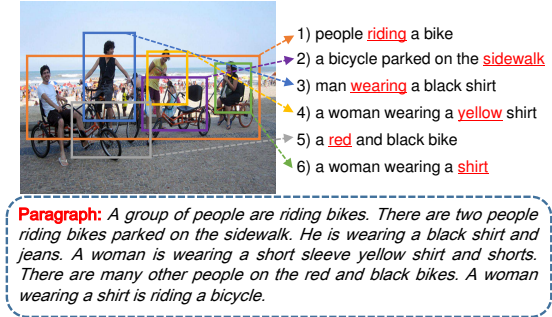 1) people riding a bike
2) a bicycle parked on the sidewalk
3) man wearing a black shirt
4) a woman wearing a yellow shirt
5) a red and black bike
6) a woman wearing a shirt
Paragraph: A group of people are riding bikes. There are two people
riding bikes parked on the sidewalk. He is wearing a black shirt and
jeans. A woman is wearing a short sleeve yellow shirt and shorts.
There are many other people on the red and black bikes. A woman
wearing a shirt is riding a bicycle.